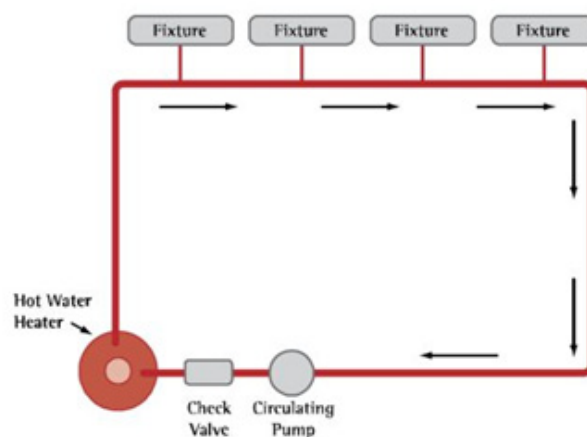 Fixture
Fixture
Fixture
Fixture
Hot Water
Heater
Check
Valve
Circulating
Pump